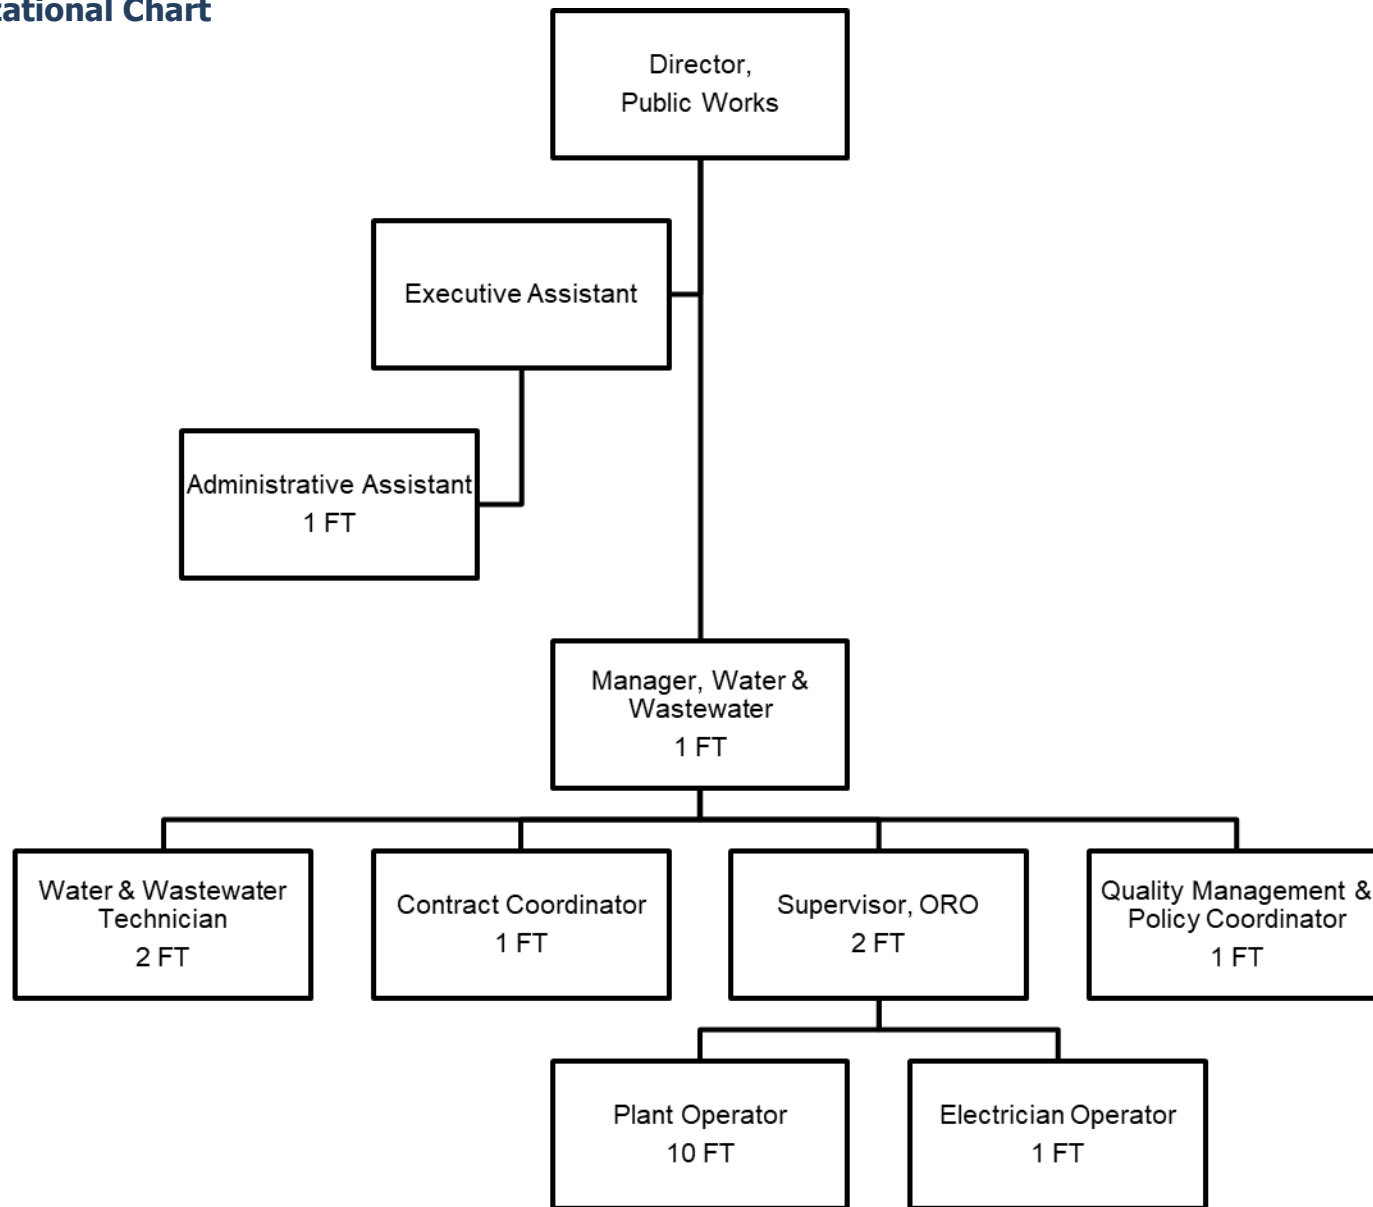 Chart
Director,
Public Works
Executive Assistant
Administrative Assistant
1 FT
Manager, Water &
Wastewater
1 FT
Water & Wastewater
Technician
2 FT
Contract Coordinator
1 FT
Supervisor, ORO
2 FT
Quality Management &
Policy Coordinator
1 FT
Plant Operator
10 FT
Electrician Operator
1 FT